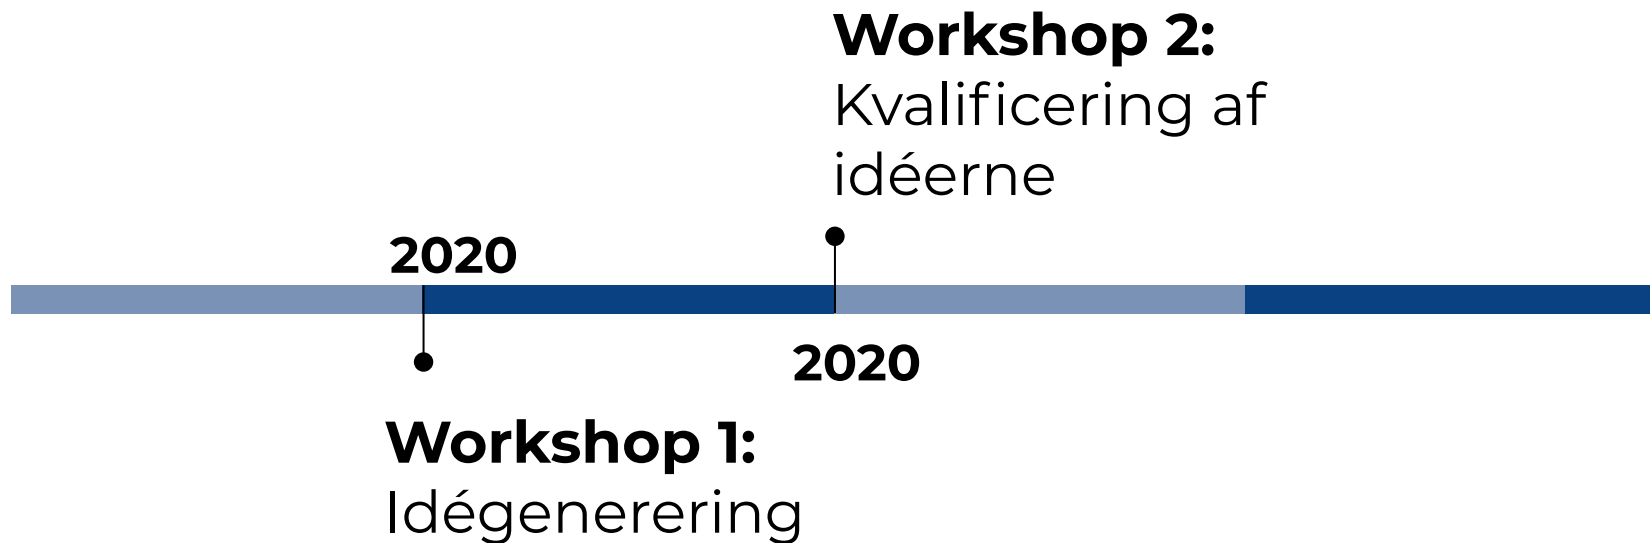 Workshop 2:
Kvalificering af
idéerne
2020
2020
Workshop 1:
Idégenerering